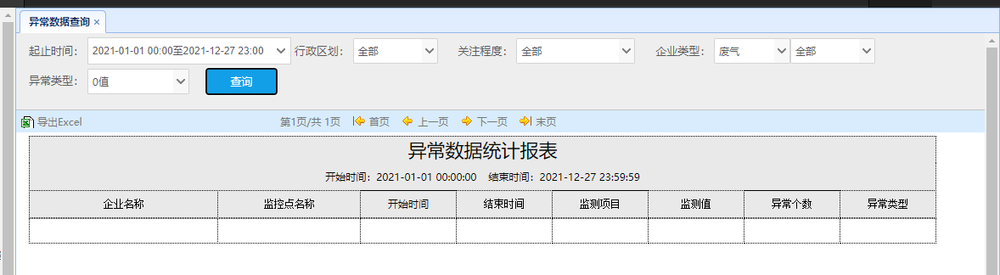 异常数据查询 ×
起止时间： 2021-01-01 00:00至2021-12-27 23:00 行政区划： 全部 关注程度： 全部 企业类型： 废气 全部
异常类型： 0值 查询
导出Excel 第1页/共 1页 首页 上一页 下一页 末页
异常数据统计报表
开始时间：2021-01-01 00:00:00 结束时间：2021-12-27 23:59:59
企业名称 监控点名称 开始时间 结束时间 监测项目 监测值 异常个数 异常类型